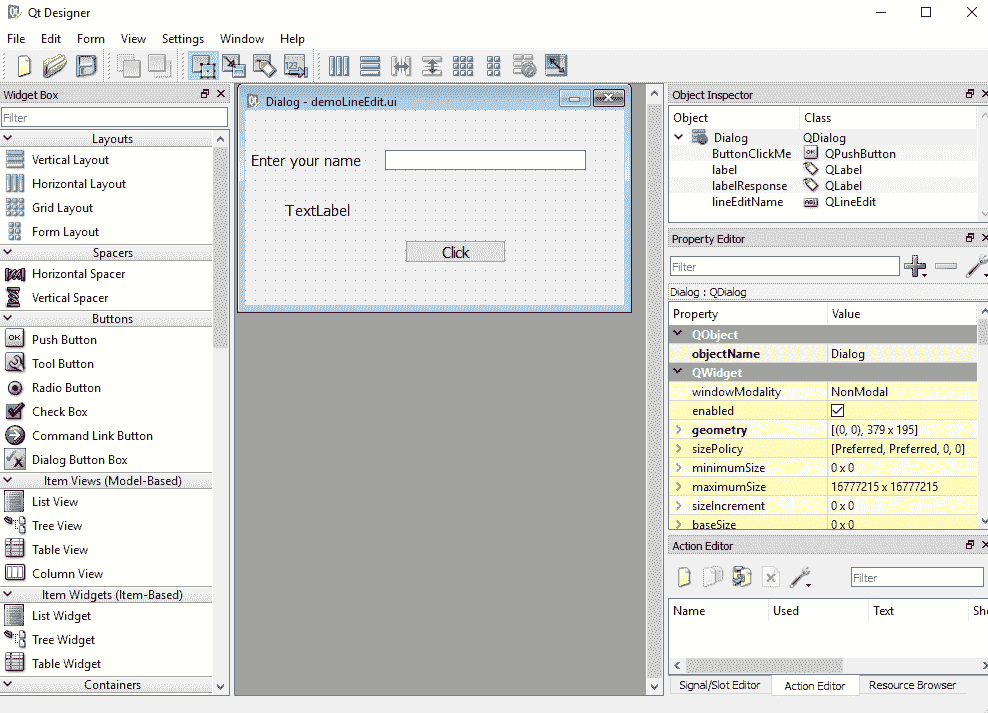 Qt Designer
File Edit Form View Settings Window Help
Widget Box
Filter
Layouts
Vertical Layout
Horizontal Layout
Grid Layout
Form Layout
Spacers
Horizontal Spacer
Vertical Spacer
Buttons
OK Push Button
Tool Button
Radio Button
Check Box
Command Link Button
Dialog Button Box
Item Views (Model-Based)
List View
Tree View
Table View
Column View
Item Widgets (Item-Based)
List Widget
Tree Widget
Table Widget
Containers
Dialog - demoLineEdit.ui
Enter your name
TextLabel
Click
Object Inspector
Object Class
Dialog QDialog
ButtonClickMe OK QPushButton
label QLabel
labelResponse QLabel
lineEditName QLineEdit
Property Editor
Filter
Dialog : QDialog
Property Value
QObject
objectName Dialog
QWidget
windowModality NonModal
enabled
geometry [(0, 0), 379 x 195]
sizePolicy [Preferred, Preferred, 0, 0]
minimumSize 0 x 0
maximumSize 16777215 x 16777215
sizeIncrement 0 x 0
baseSize 0 x 0
Action Editor
Filter
Name Used Text Sho
Signal/Slot Editor Action Editor Resource Browser